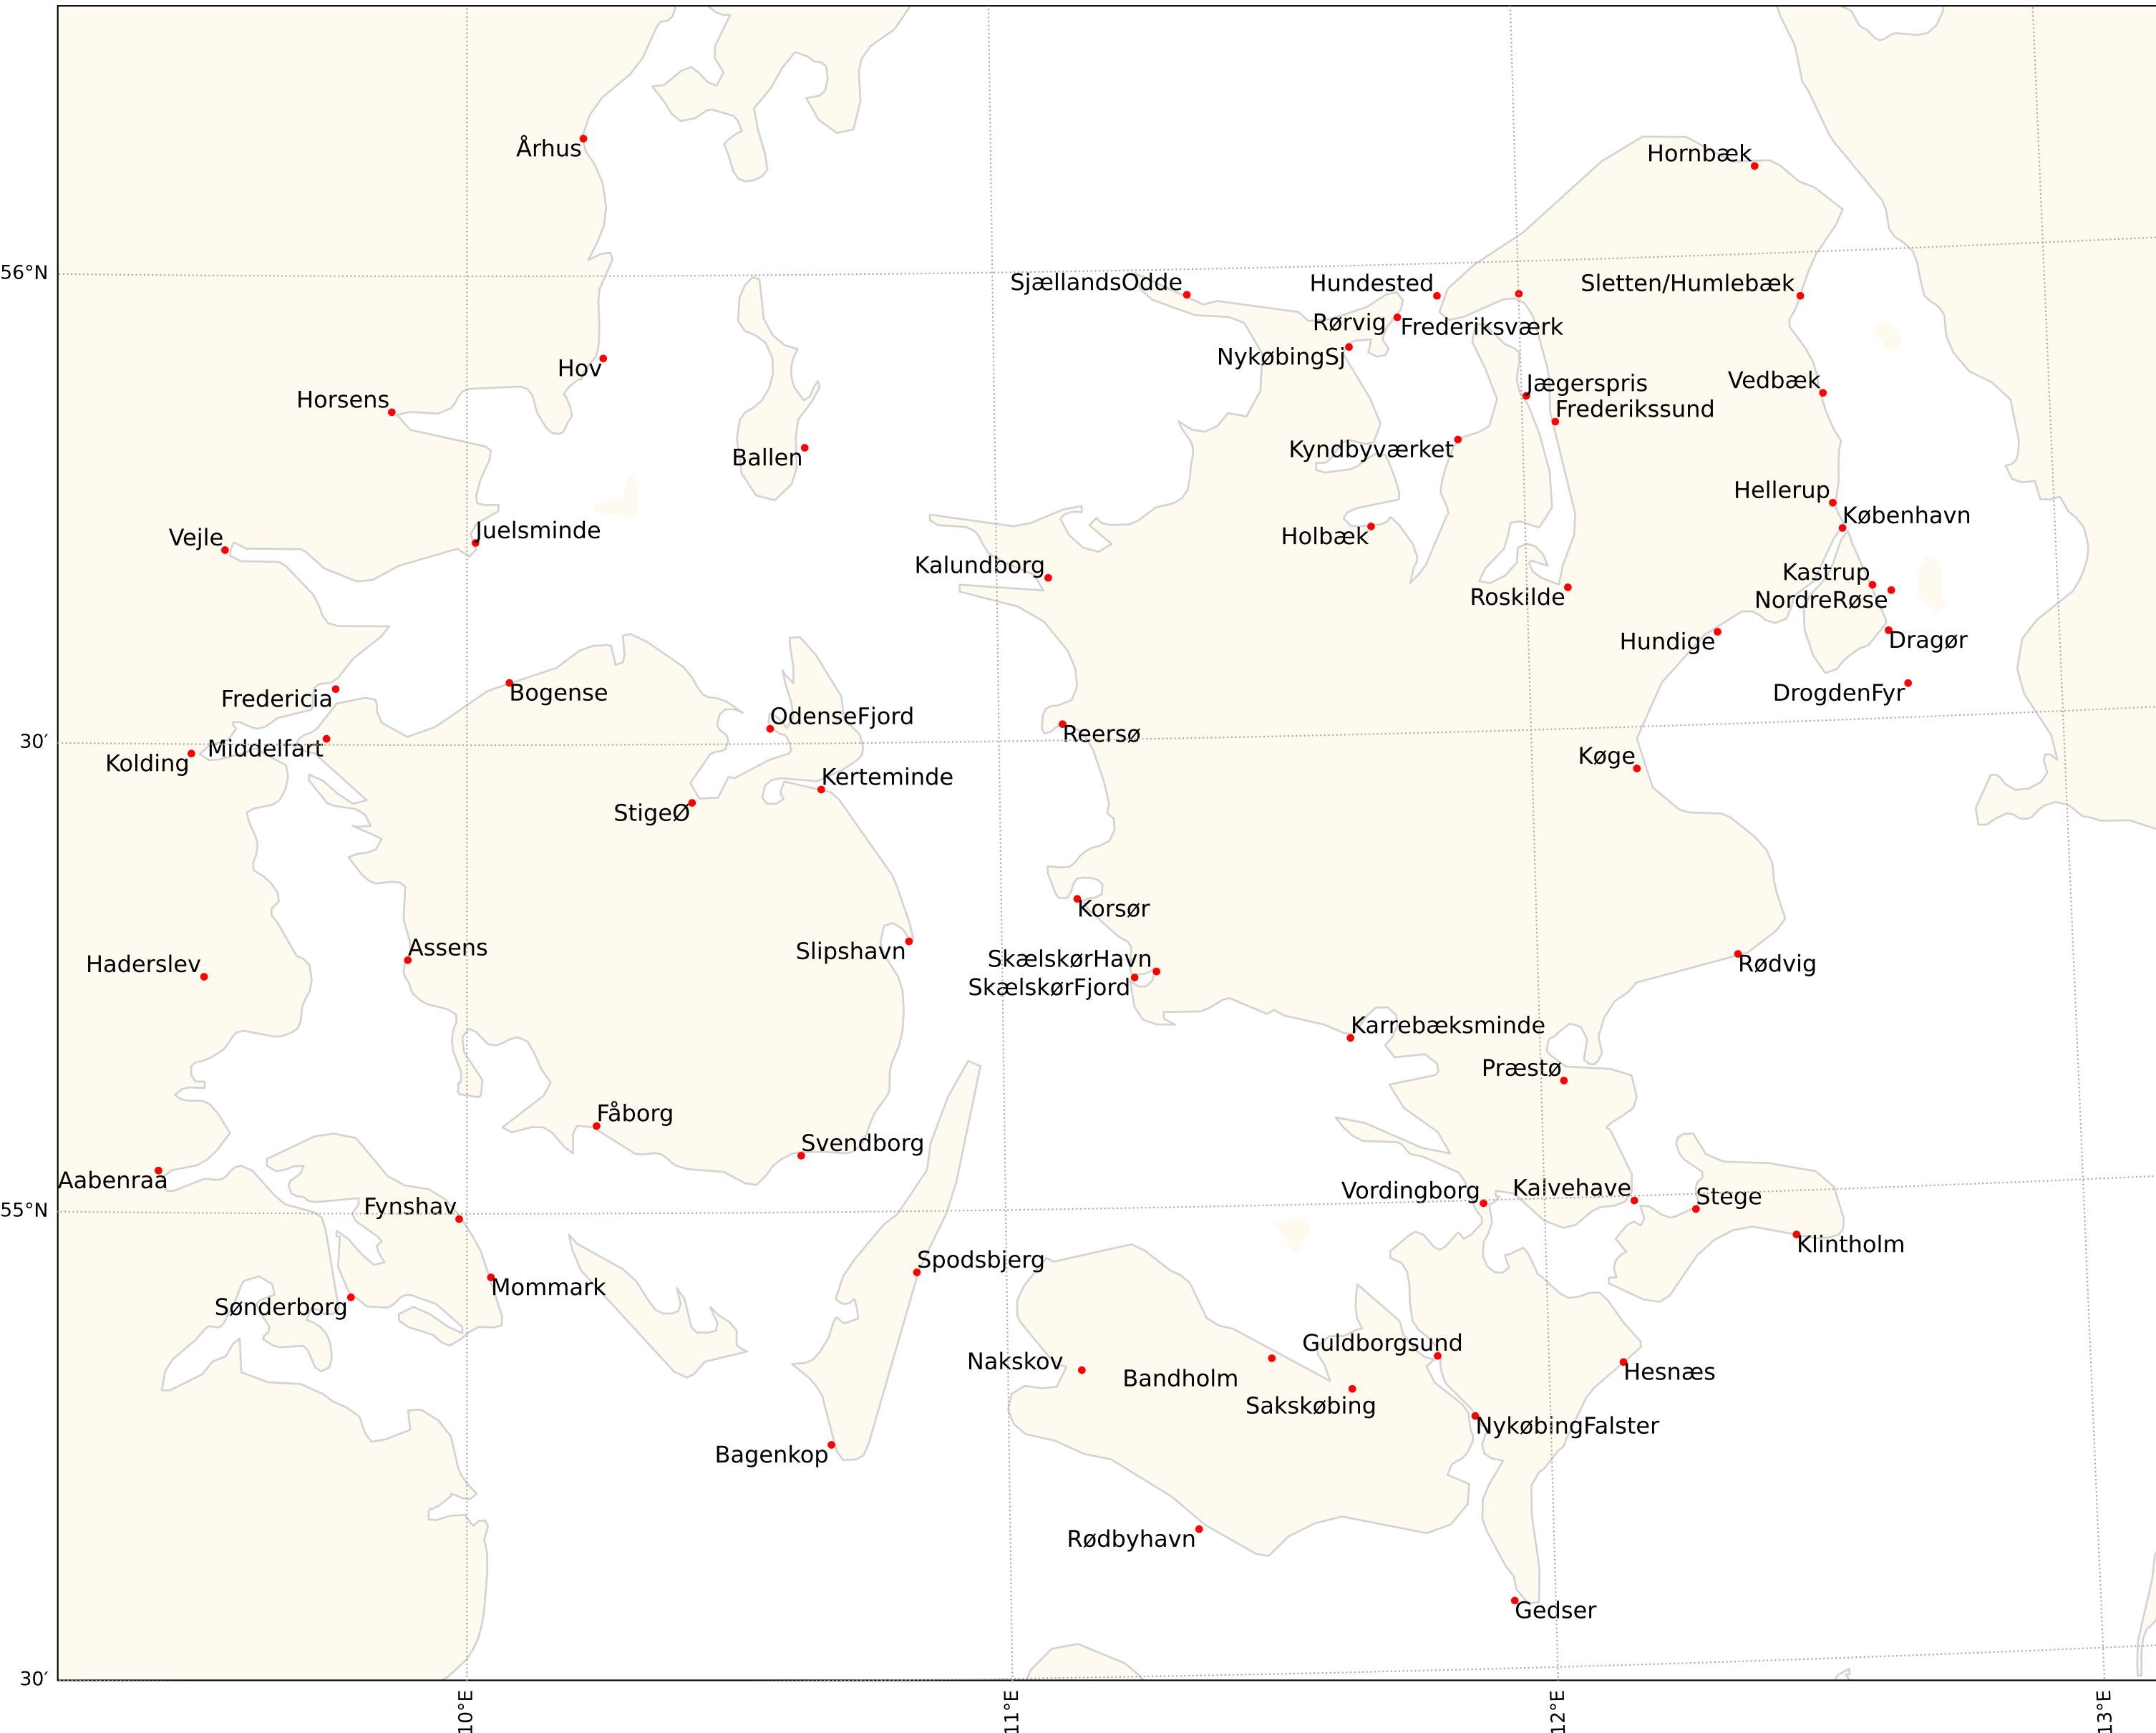 Århus
Hornbæk
56°N
SjællandsOdde
Hundested
Sletten/Humlebæk
Rørvig
Frederiksværk
NykøbingSj
Hov
Horsens
Jægerspris
Vedbæk
Frederikssund
Kyndbyværket
Ballen
Hellerup
København
Juelsminde
Vejle
Holbæk
Kalundborg
Kastrup
NordreRøse
Roskilde
Hundige
Dragør
Fredericia
Bogense
DrogdenFyr
OdenseFjord
Reersø
30′
Middelfart
Kolding
Køge
Kerteminde
StigeØ
Korsør
Assens
Slipshavn
SkælskørHavn
Haderslev
Rødvig
SkælskørFjord
Karrebæksminde
Præstø
Fåborg
Svendborg
Aabenraa
Vordingborg
Kalvehave
Stege
Fynshav
55°N
Klintholm
Spodsbjerg
Mommark
Sønderborg
Guldborgsund
Nakskov
Bandholm
Hesnæs
Sakskøbing
NykøbingFalster
Bagenkop
Rødbyhavn
Gedser
30′
10°E
11°E
12°E
13°E